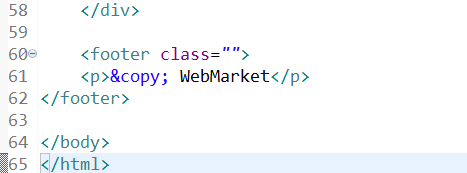 58     </div>
59
60     <footer class="">
61     <p>&copy; WebMarket</p>
62 </footer>
63
64 </body>
65 </html>